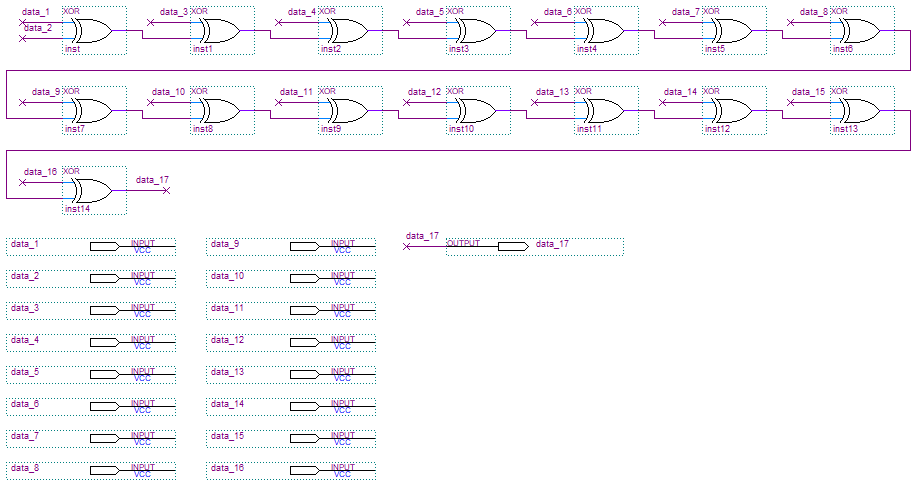 data_1 XOR data_3 XOR data_4 XOR data_5 XOR data_6 XOR data_7 XOR data_8 XOR
data_2
inst inst1 inst2 inst3 inst4 inst5 inst6
data_9 XOR data_10 XOR data_11 XOR data_12 XOR data_13 XOR data_14 XOR data_15 XOR
inst7 inst8 inst9 inst10 inst11 inst12 inst13
data_16 XOR data_17
inst14
data_17 OUTPUT data_17
data_1 INPUT VCC data_9 INPUT VCC
data_2 INPUT VCC data_10 INPUT VCC
data_3 INPUT VCC data_11 INPUT VCC
data_4 INPUT VCC data_12 INPUT VCC
data_5 INPUT VCC data_13 INPUT VCC
data_6 INPUT VCC data_14 INPUT VCC
data_7 INPUT VCC data_15 INPUT VCC
data_8 INPUT VCC data_16 INPUT VCC